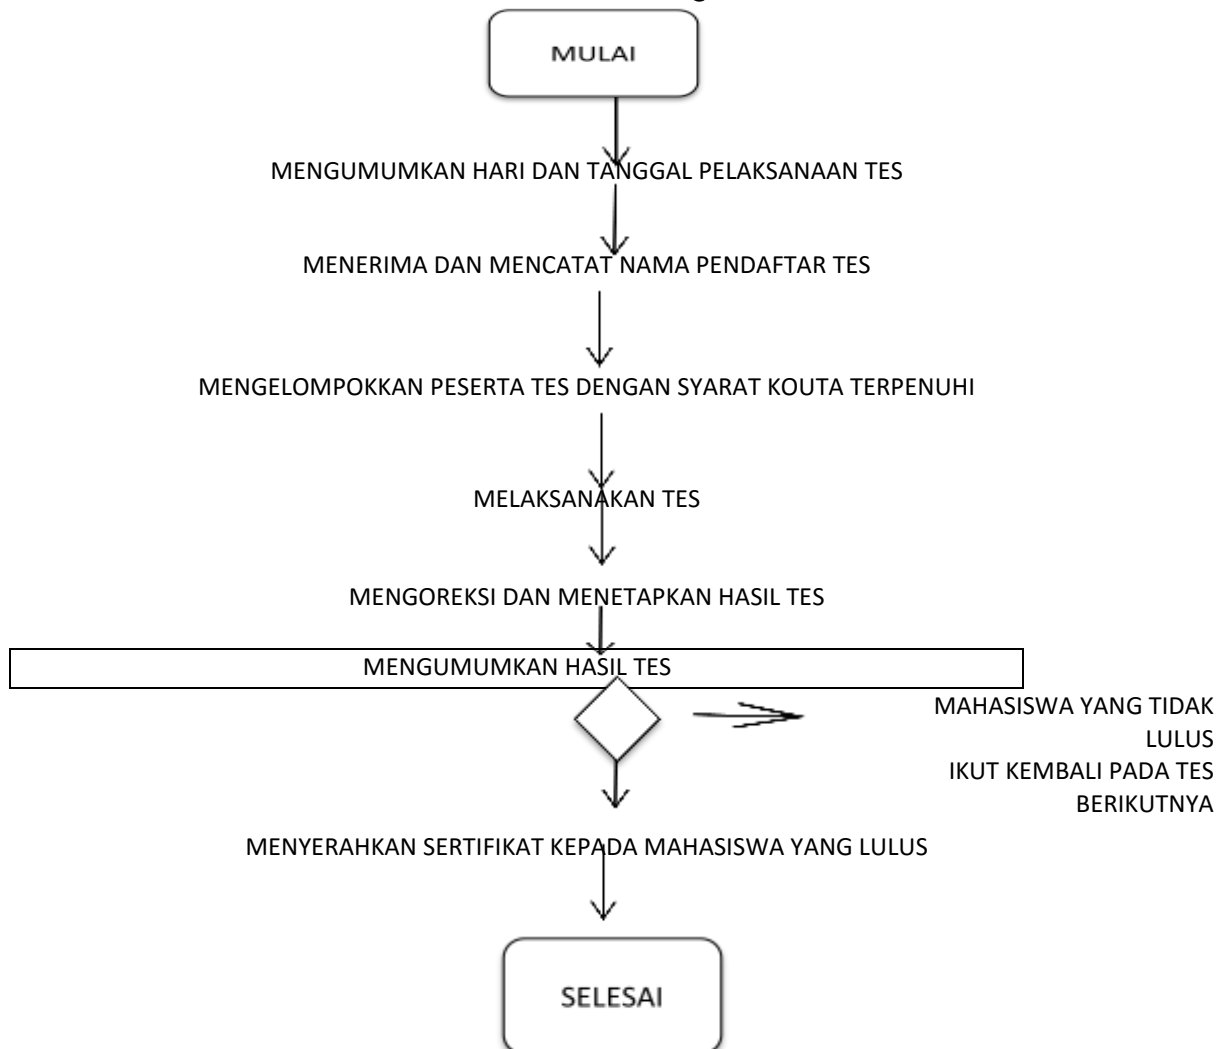 MULAI
MENGUMUMKAN HARI DAN TANGGAL PELAKSANAAN TES
MENERIMA DAN MENCATAT NAMA PENDAFTAR TES
MENGELOMPOKKAN PESERTA TES DENGAN SYARAT KOUTA TERPENUHI
MELAKSANAKAN TES
MENGOREKSI DAN MENETAPKAN HASIL TES
MENGUMUMKAN HASIL TES
MAHASISWA YANG TIDAK
LULUS
IKUT KEMBALI PADA TES
BERIKUTNYA
MENYERAHKAN SERTIFIKAT KEPADA MAHASISWA YANG LULUS
SELESAI